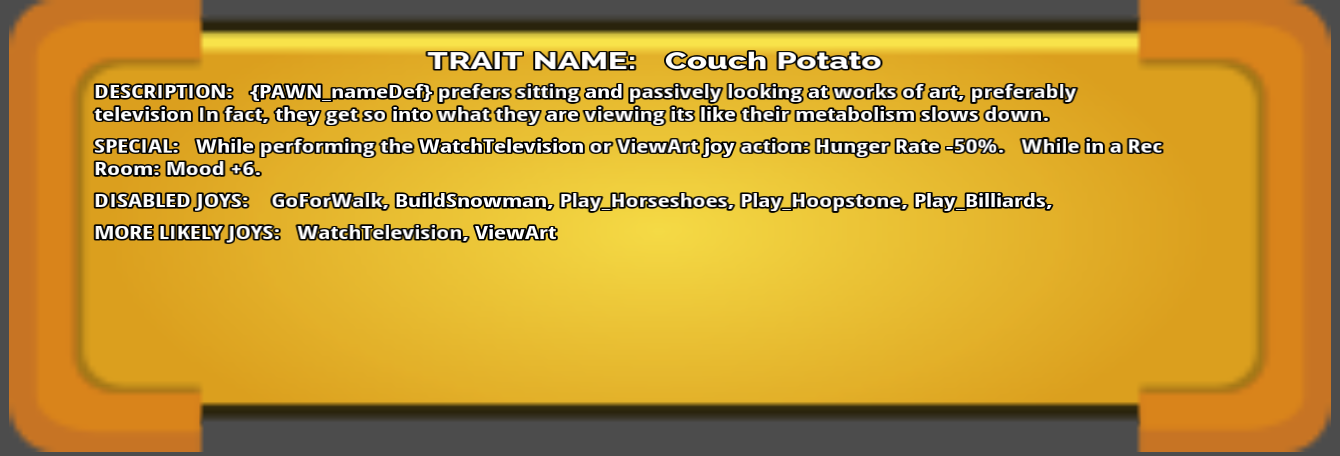 TRAIT NAME: Couch Potato
DESCRIPTION: {PAWN_nameDef} prefers sitting and passively looking at works of art, preferably
television In fact, they get so into what they are viewing its like their metabolism slows down.
SPECIAL: While performing the WatchTelevision or ViewArt joy action: Hunger Rate -50%. While in a Rec
Room: Mood +6.
DISABLED JOYS: GoForWalk, BuildSnowman, Play_Horseshoes, Play_Hoopstone, Play_Billiards,
MORE LIKELY JOYS: WatchTelevision, ViewArt